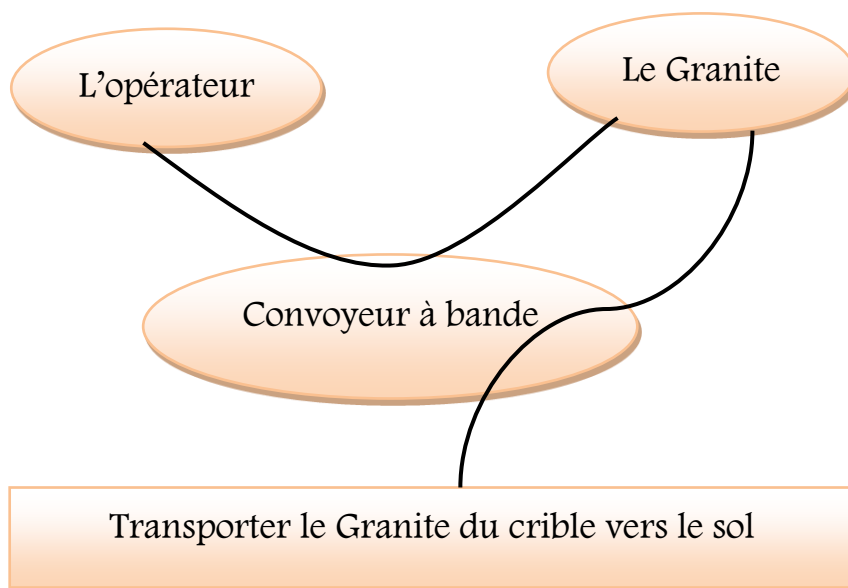 L'opérateur
Le Granite
Convoyeur à bande
Transporter le Granite du crible vers le sol